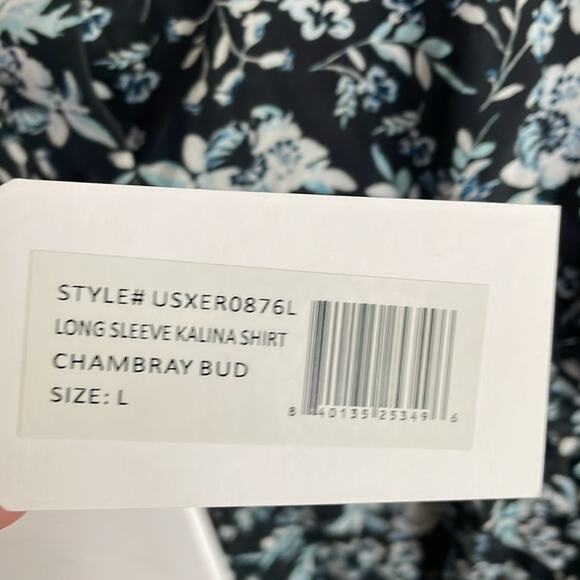 STYLE# USXER0876L
LONG SLEEVE KALINA SHIRT
CHAMBRAY BUD
SIZE: L
8 40135 25349 6